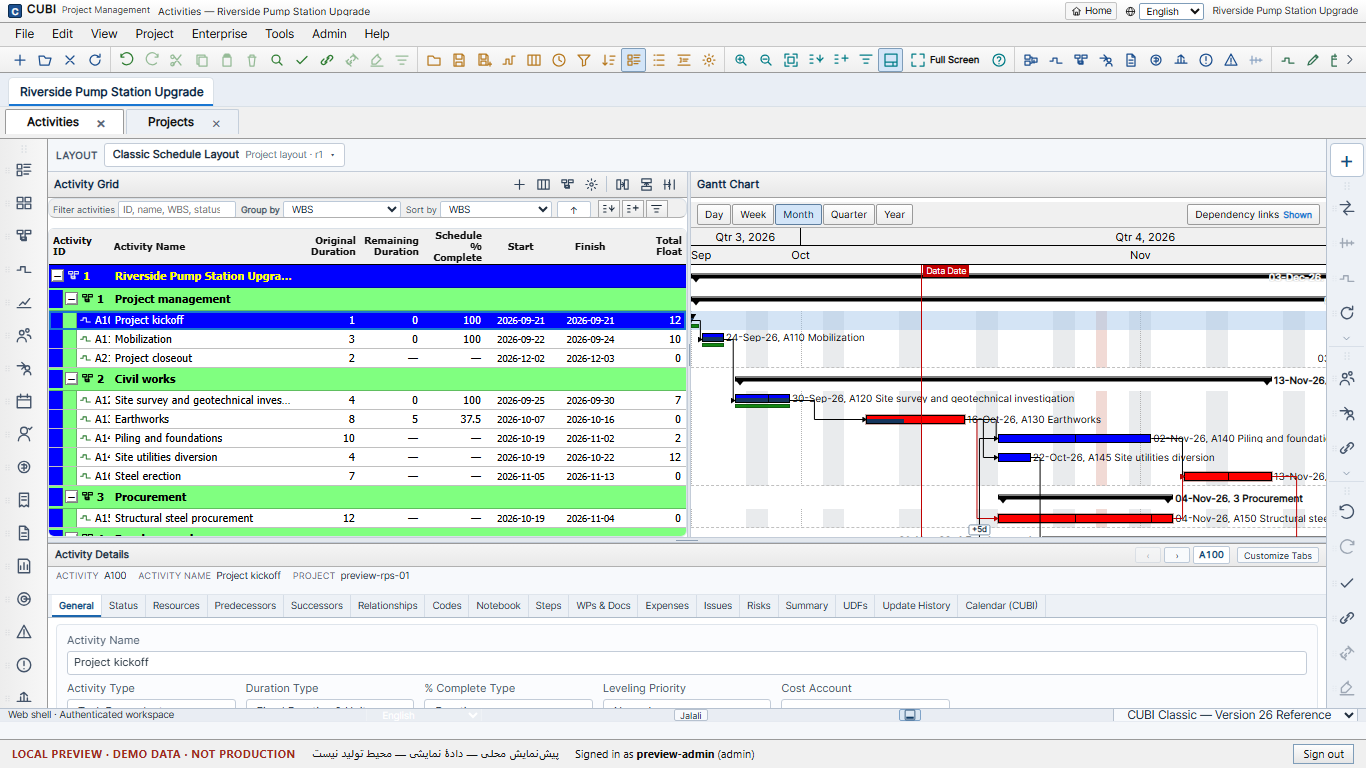 CUBI Project Management Activities — Riverside Pump Station Upgrade
Home English Riverside Pump Station Upgrade
File Edit View Project Enterprise Tools Admin Help
Full Screen
Riverside Pump Station Upgrade
Activities Projects
LAYOUT Classic Schedule Layout Project layout · r1
Activity Grid
Gantt Chart
Filter activities ID, name, WBS, status Group by WBS Sort by WBS
Day Week Month Quarter Year Dependency links Shown
Activity ID Activity Name Original Duration Remaining Duration Schedule % Complete Start Finish Total Float
Qtr 3, 2026 Qtr 4, 2026
Sep Oct Nov
Data Date
1 Riverside Pump Station Upgra...
03-Dec-26
1 Project management
Project kickoff 1 0 100 2026-09-21 2026-09-21 12
Mobilization 3 0 100 2026-09-22 2026-09-24 10
24-Sep-26, A110 Mobilization
Project closeout 2 — — 2026-12-02 2026-12-03 0
2 Civil works
13-Nov-26,
Site survey and geotechnical inves... 4 0 100 2026-09-25 2026-09-30 7
30-Sep-26, A120 Site survey and geotechnical investigation
Earthworks 8 5 37.5 2026-10-07 2026-10-16 0
16-Oct-26, A130 Earthworks
Piling and foundations 10 — — 2026-10-19 2026-11-02 2
02-Nov-26, A140 Piling and foundati
Site utilities diversion 4 — — 2026-10-19 2026-10-22 12
22-Oct-26, A145 Site utilities diversion
Steel erection 7 — — 2026-11-05 2026-11-13 0
13-Nov-26,
3 Procurement
04-Nov-26, 3 Procurement
Structural steel procurement 12 — — 2026-10-19 2026-11-04 0
04-Nov-26, A150 Structural stee
+5d
Activity Details
A100 Customize Tabs
ACTIVITY A100 ACTIVITY NAME Project kickoff PROJECT preview-rps-01
General Status Resources Predecessors Successors Relationships Codes Notebook Steps WPs & Docs Expenses Issues Risks Summary UDFs Update History Calendar (CUBI)
Activity Name
Project kickoff
Activity Type Duration Type % Complete Type Leveling Priority Cost Account
Web shell · Authenticated workspace English Jalali CUBI Classic — Version 26 Reference
LOCAL PREVIEW · DEMO DATA · NOT PRODUCTION پیش‌نمایش محلی — دادهٔ نمایشی — محیط تولید نیست Signed in as preview-admin (admin) Sign out